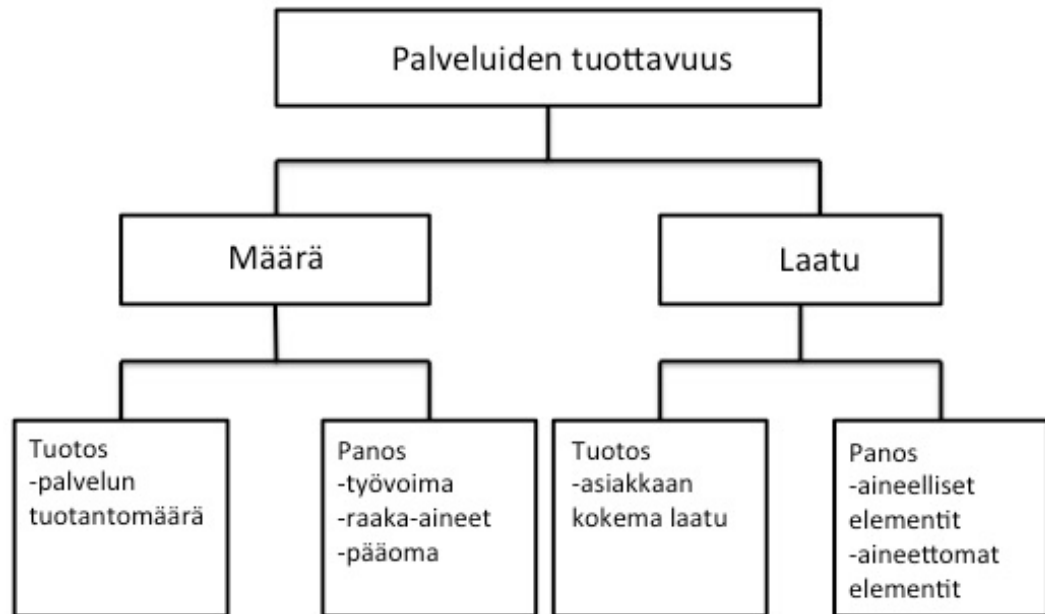 Palveluiden tuottavuus
Määrä
Laatu
Tuotos
-palvelun
tuotantomäärä
Panos
-työvoima
-raaka-aineet
-pääoma
Tuotos
-asiakkaan
kokema laatu
Panos
-aineelliset
elementit
-aineettomat
elementit